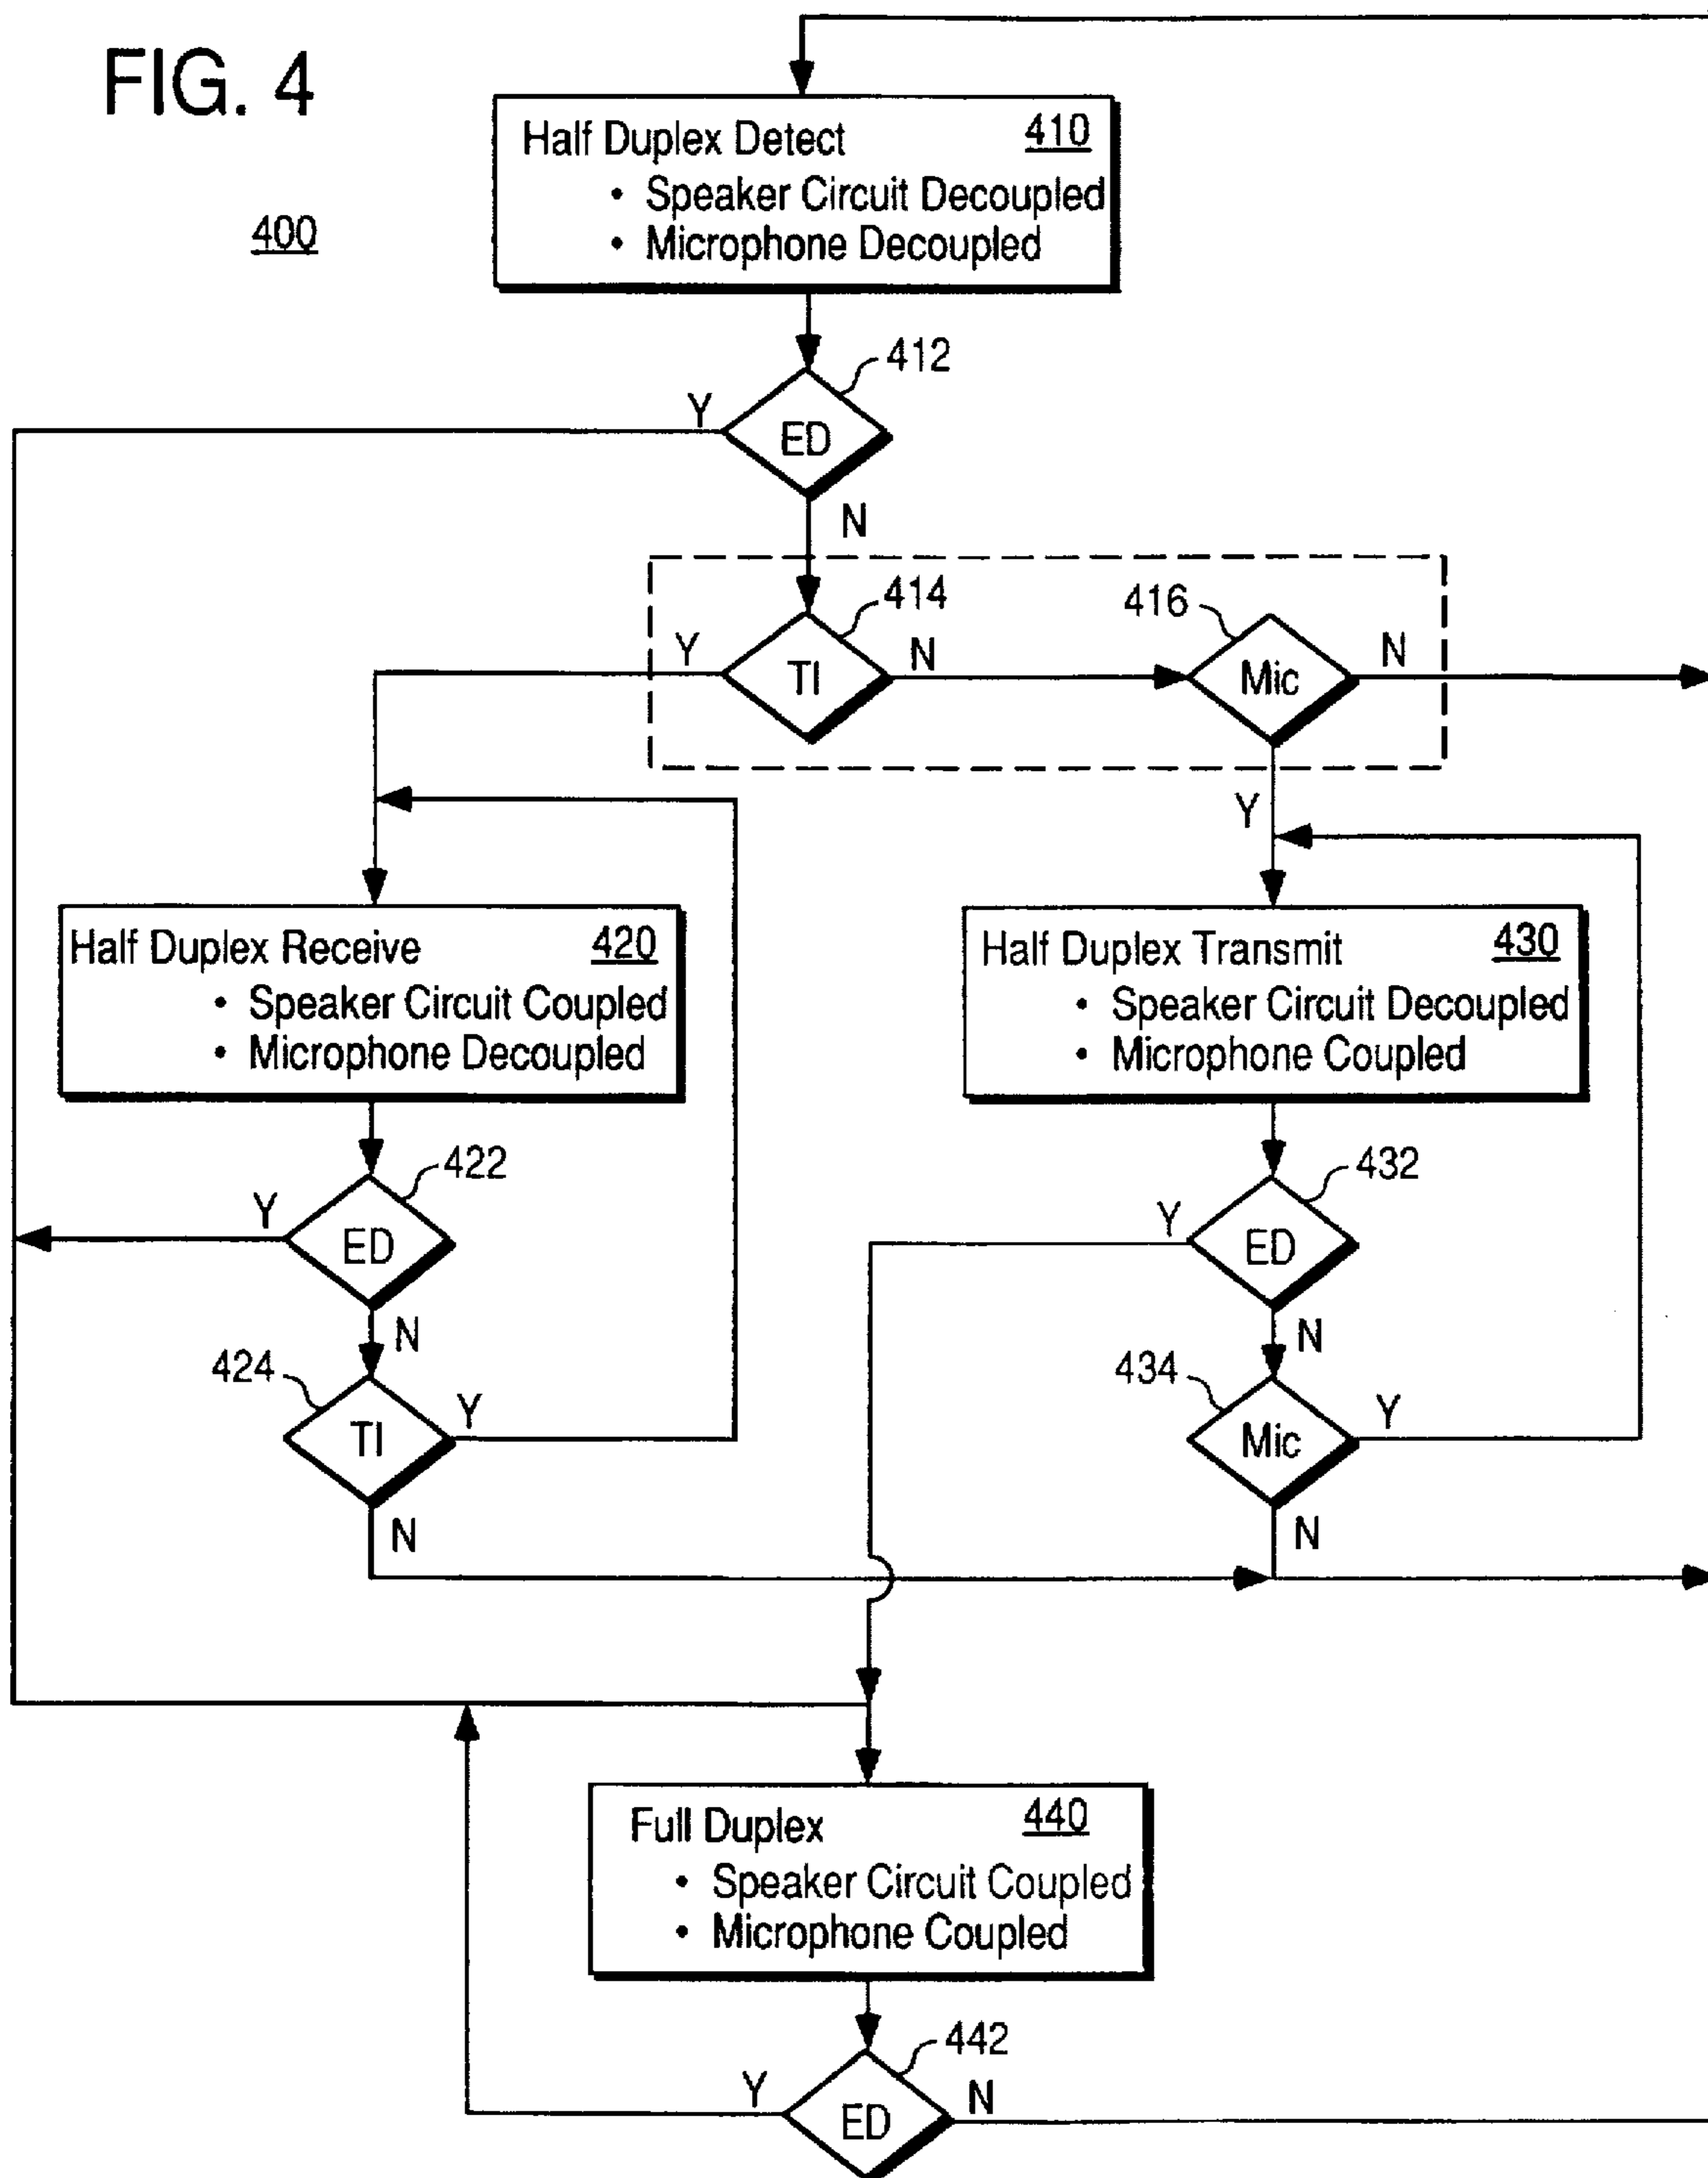 FIG. 4
400
Half Duplex Detect 410
• Speaker Circuit Decoupled
• Microphone Decoupled
412
Y
ED
N
414
416
Y
TI
N
Mic
N
Y
Half Duplex Receive 420
• Speaker Circuit Coupled
• Microphone Decoupled
Half Duplex Transmit 430
• Speaker Circuit Decoupled
• Microphone Coupled
422
Y
ED
N
432
Y
ED
N
424
TI
Y
N
434
Mic
Y
N
Full Duplex 440
• Speaker Circuit Coupled
• Microphone Coupled
442
Y
ED
N